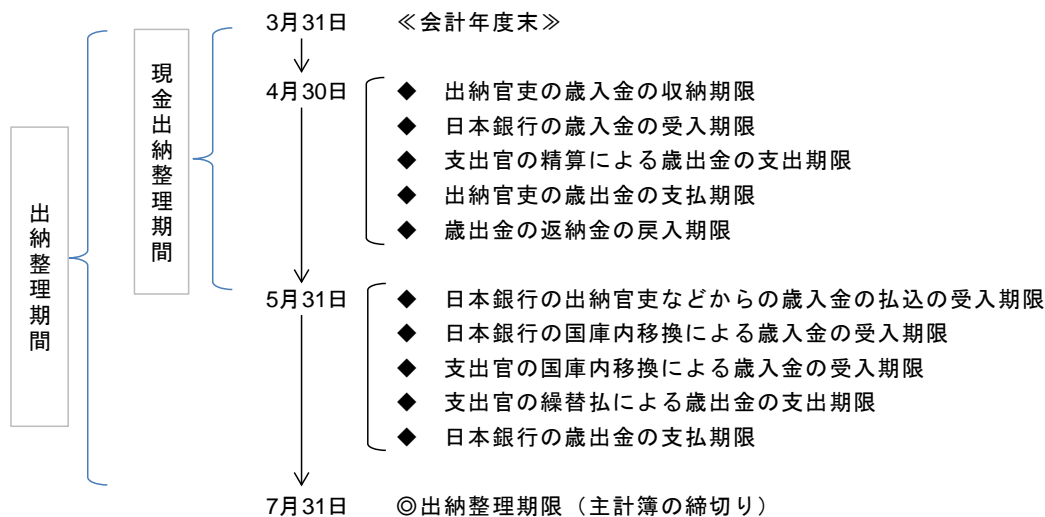 出納整理期間
現金出納整理期間
3月31日 ≪会計年度末≫
4月30日
◆ 出納官吏の歳入金の収納期限
◆ 日本銀行の歳入金の受入期限
◆ 支出官の精算による歳出金の支出期限
◆ 出納官吏の歳出金の支払期限
◆ 歳出金の返納金の戻入期限
5月31日
◆ 日本銀行の出納官吏などからの歳入金の払込の受入期限
◆ 日本銀行の国庫内移換による歳入金の受入期限
◆ 支出官の国庫内移換による歳入金の受入期限
◆ 支出官の繰替払による歳出金の支出期限
◆ 日本銀行の歳出金の支払期限
7月31日 ◎出納整理期限（主計簿の締切り）